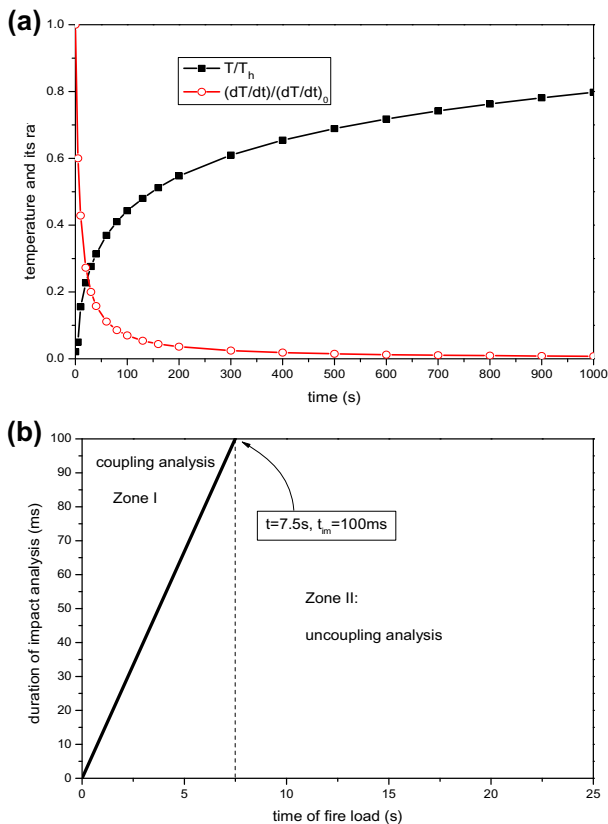 (a)
T/Th
(dT/dt)/(dT/dt)0
temperature and its ra
1.0
0.8
0.6
0.4
0.2
0.0
0 100 200 300 400 500 600 700 800 900 1000
time (s)
(b)
100
90
80
70
60
50
40
30
20
10
0
duration of impact analysis (ms)
coupling analysis
Zone I
t=7.5s, tim=100ms
Zone II:
uncoupling analysis
0 5 10 15 20 25
time of fire load (s)